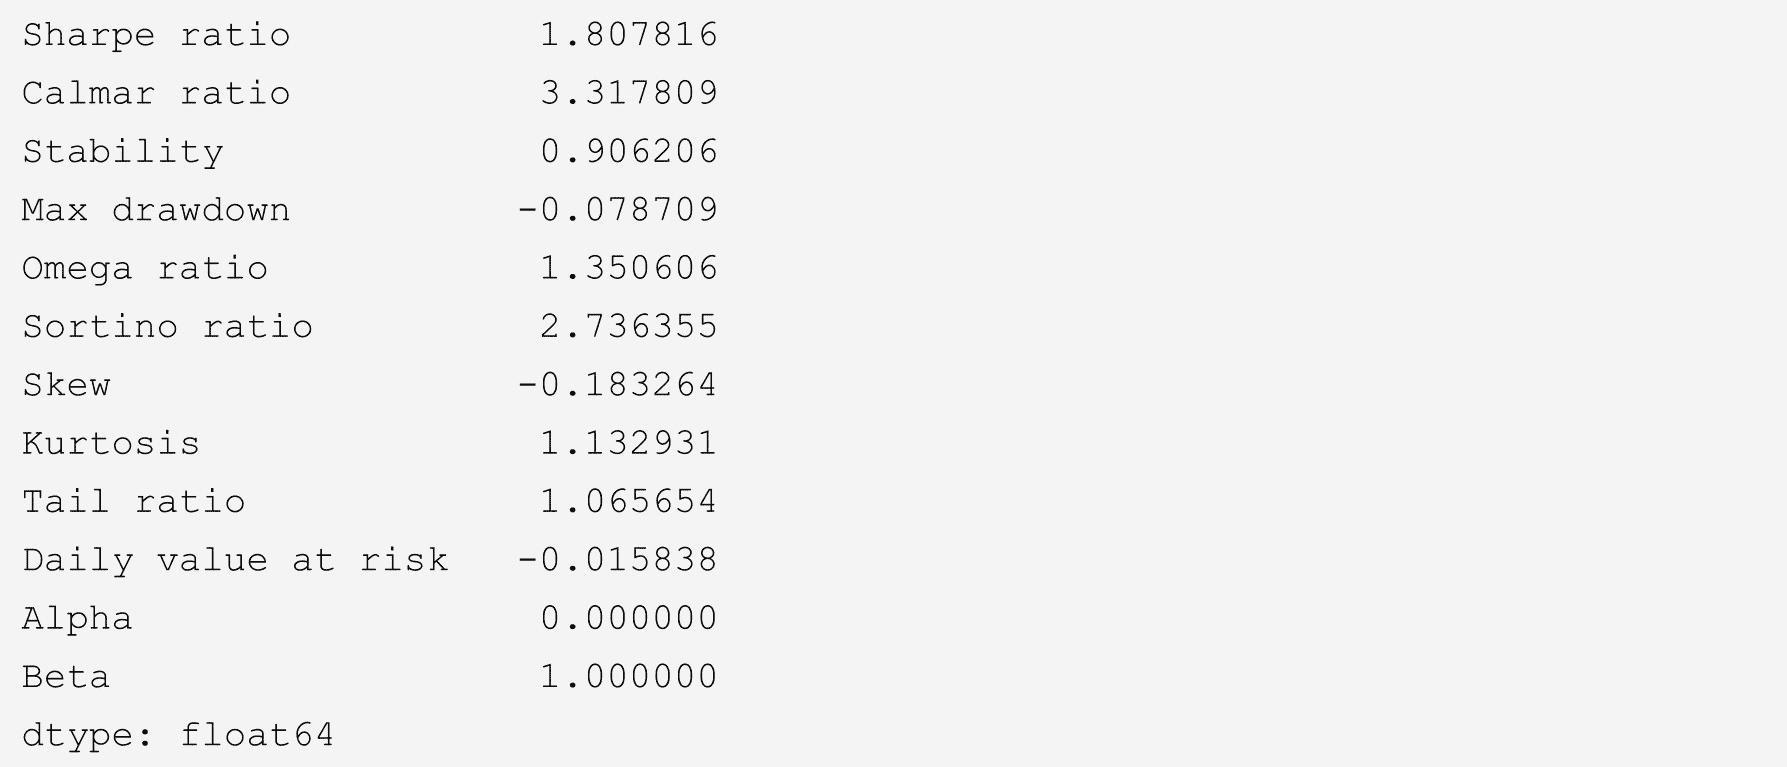 Sharpe ratio 1.807816
Calmar ratio 3.317809
Stability 0.906206
Max drawdown -0.078709
Omega ratio 1.350606
Sortino ratio 2.736355
Skew -0.183264
Kurtosis 1.132931
Tail ratio 1.065654
Daily value at risk -0.015838
Alpha 0.000000
Beta 1.000000
dtype: float64